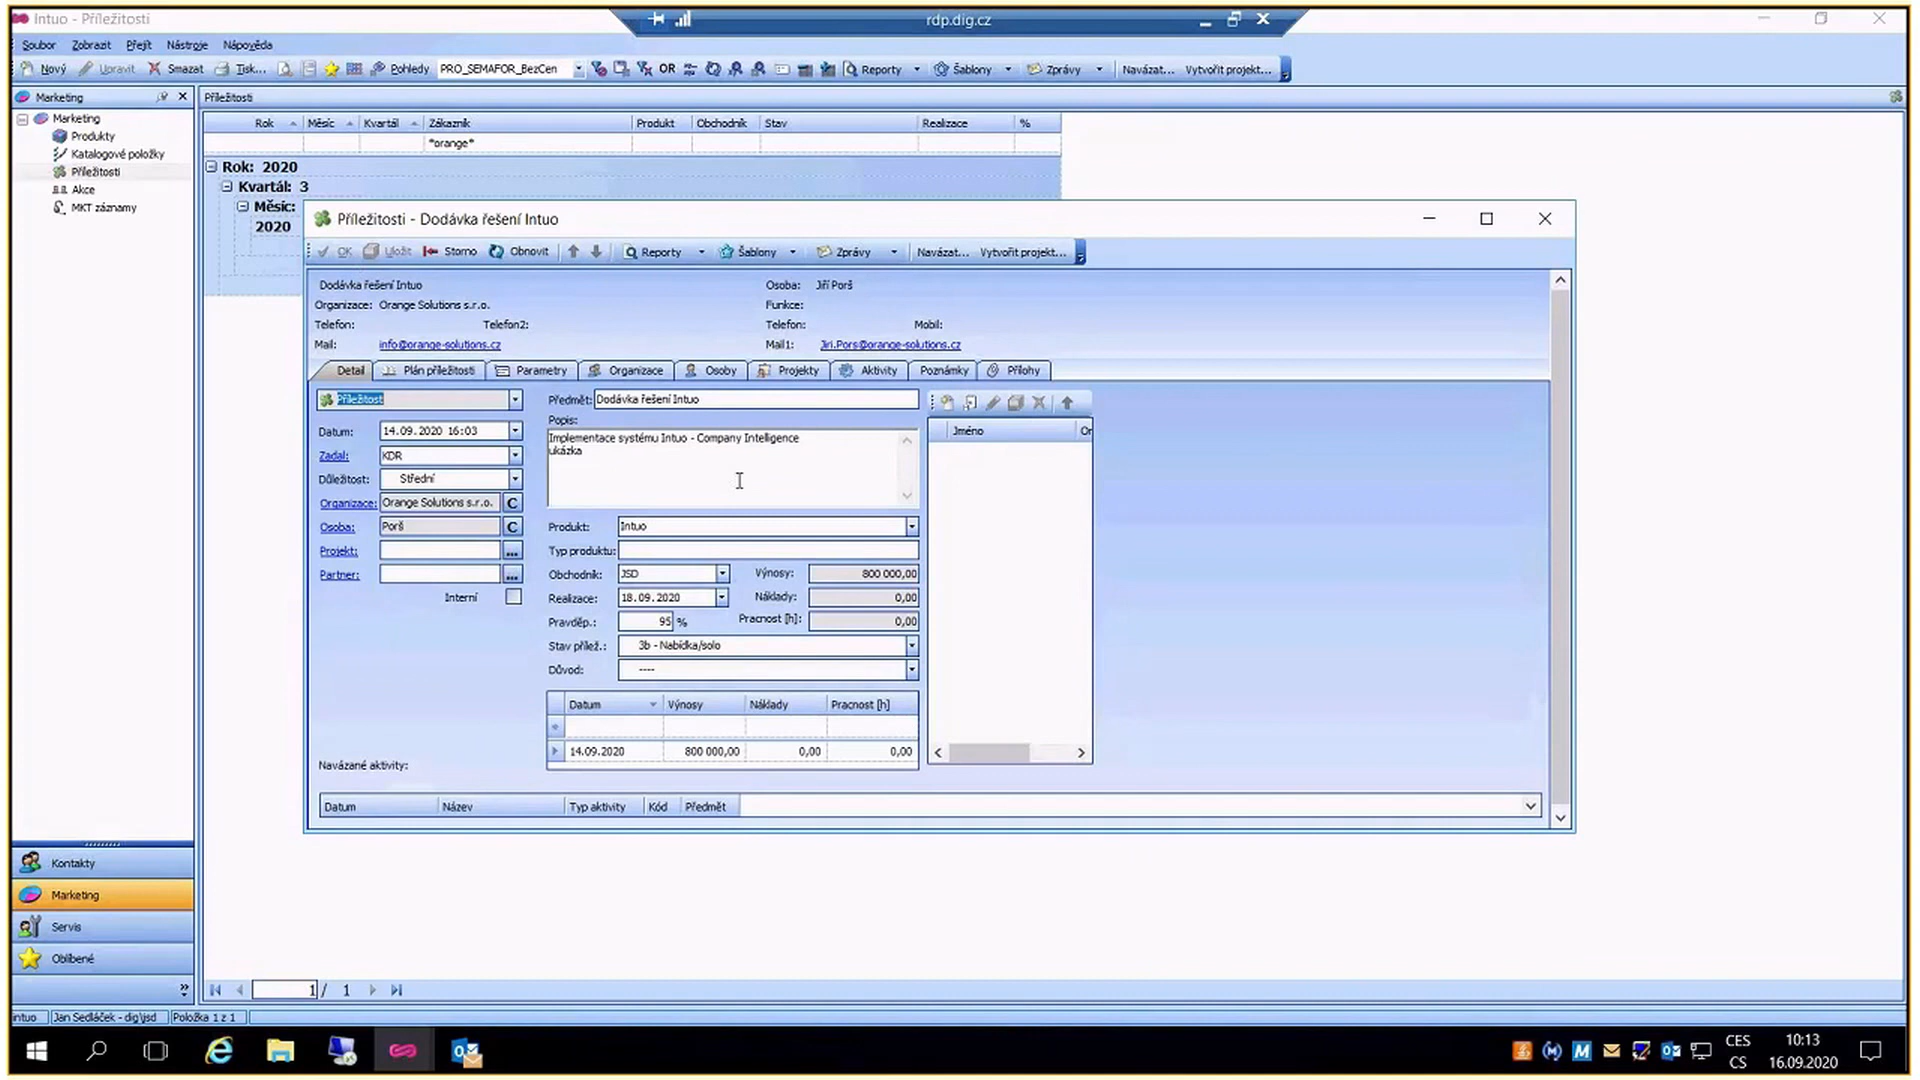 Intuo - Příležitosti
rdp.dig.cz
Soubor Zobrazit Přejít Nástroje Nápověda
Nový Upravit Smazat Tisk... Pohledy PRO_SEMAFOR_BezCen OR Reporty Šablony Zprávy Navázat... Vytvořit projekt...
Marketing
Příležitosti
Marketing
Produkty
Katalogové položky
Příležitosti
Akce
MKT záznamy
Rok Měsíc Kvartál Zákazník Produkt Obchodník Stav Realizace %
*orange*
Rok: 2020
Kvartál: 3
Měsíc:
2020
Příležitosti - Dodávka řešení Intuo
OK Uložit Storno Obnovit Reporty Šablony Zprávy Navázat... Vytvořit projekt...
Dodávka řešení Intuo Osoba: Jiří Porš
Organizace: Orange Solutions s.r.o. Funkce:
Telefon: Telefon2: Telefon: Mobil:
Mail: info@orange-solutions.cz Mail1: Jiri.Pors@orange-solutions.cz
Detail Plán příležitosti Parametry Organizace Osoby Projekty Aktivity Poznámky Přílohy
Příležitost
Datum: 14.09.2020 16:03
Zadal: KDR
Důležitost: Střední
Organizace: Orange Solutions s.r.o. C
Osoba: Porš C
Projekt: ...
Partner: ...
Interní
Předmět: Dodávka řešení Intuo
Popis:
Implementace systému Intuo - Company Intelligence
ukázka
Produkt: Intuo
Typ produktu:
Obchodník: JSD Výnosy: 800 000,00
Realizace: 18.09.2020 Náklady: 0,00
Pravděp.: 95 % Pracnost [h]: 0,00
Stav přílež.: 3b - Nabídka/solo
Důvod: ----
Datum Výnosy Náklady Pracnost [h]
14.09.2020 800 000,00 0,00 0,00
Jméno Or
Navázané aktivity:
Datum Název Typ aktivity Kód Předmět
Kontakty
Marketing
Servis
Oblíbené
1 / 1
intuo Jan Sedláček - dig\jsd Položka 1 z 1
CES
CS
10:13
16.09.2020